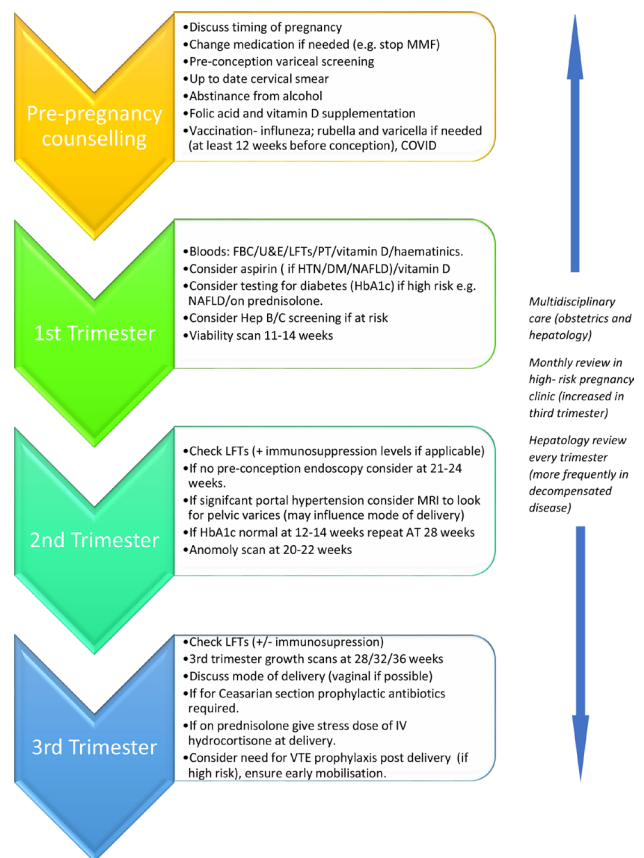 Pre-pregnancy
counselling
•Discuss timing of pregnancy
•Change medication if needed (e.g. stop MMF)
•Pre-conception variceal screening
•Up to date cervical smear
•Abstinance from alcohol
•Folic acid and vitamin D supplementation
•Vaccination- influneza; rubella and varicella if needed
(at least 12 weeks before conception), COVID
1st Trimester
•Bloods: FBC/U&E/LFTs/PT/vitamin D/haematinics.
•Consider aspirin ( if HTN/DM/NAFLD)/vitamin D
•Consider testing for diabetes (HbA1c) if high risk e.g.
NAFLD/on prednisolone.
•Consider Hep B/C screening if at risk
•Viability scan 11-14 weeks
2nd Trimester
•Check LFTs (+ immunosuppression levels if applicable)
•If no pre-conception endoscopy consider at 21-24
weeks.
•If signifcant portal hypertension consider MRI to look
for pelvic varices (may influence mode of delivery)
•If HbA1c normal at 12-14 weeks repeat AT 28 weeks
•Anomoly scan at 20-22 weeks
3rd Trimester
•Check LFTs (+/- immunosupression)
•3rd trimester growth scans at 28/32/36 weeks
•Discuss mode of delivery (vaginal if possible)
•If for Ceasarian section prophylactic antibiotics
required.
•If on prednisolone give stress dose of IV
hydrocortisone at delivery.
•Consider need for VTE prophylaxis post delivery (if
high risk), ensure early mobilisation.
Multidisciplinary
care (obstetrics and
hepatology)
Monthly review in
high- risk pregnancy
clinic (increased in
third trimester)
Hepatology review
every trimester
(more frequently in
decompensated
disease)